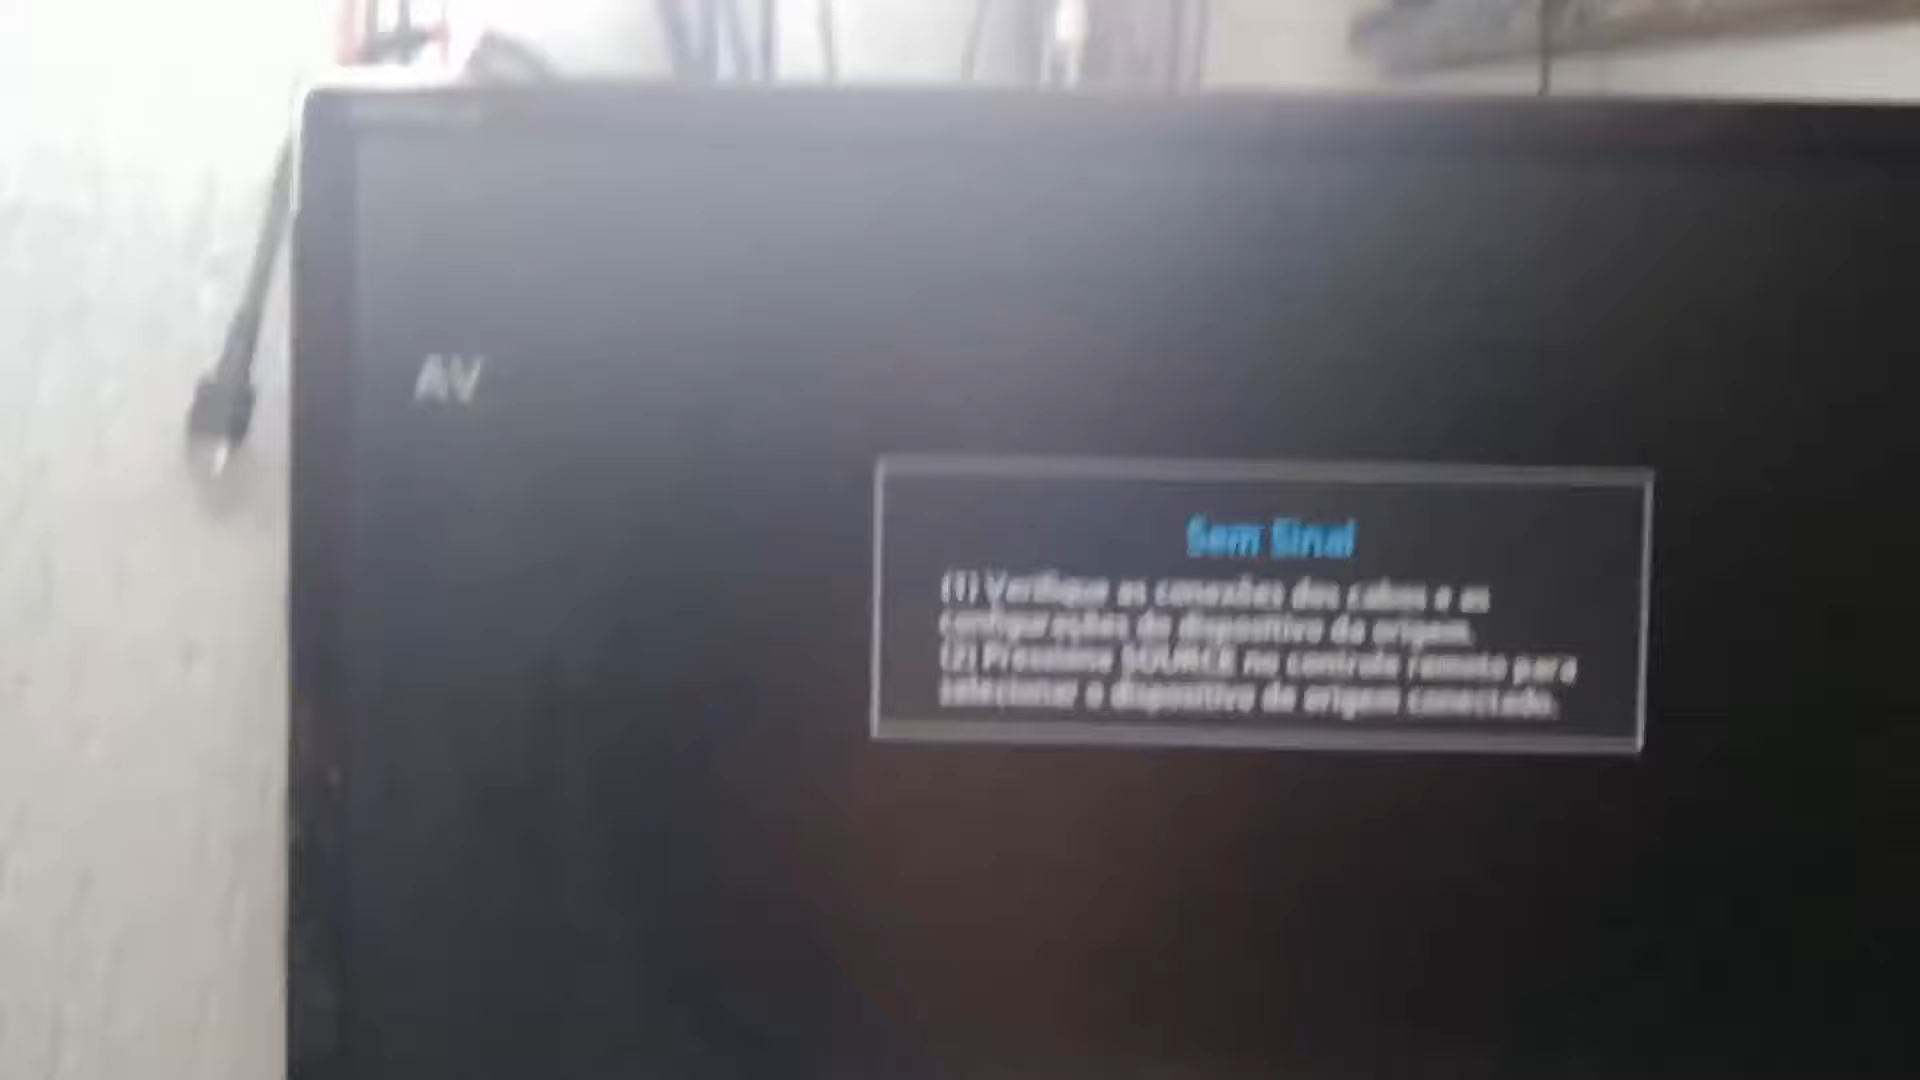 AV
Sem Sinal
(1) Verifique as conexões dos cabos e as
configurações de dispositivo da origem.
(2) Pressione SOURCE no controle remoto para
selecionar o dispositivo de origem conectado.